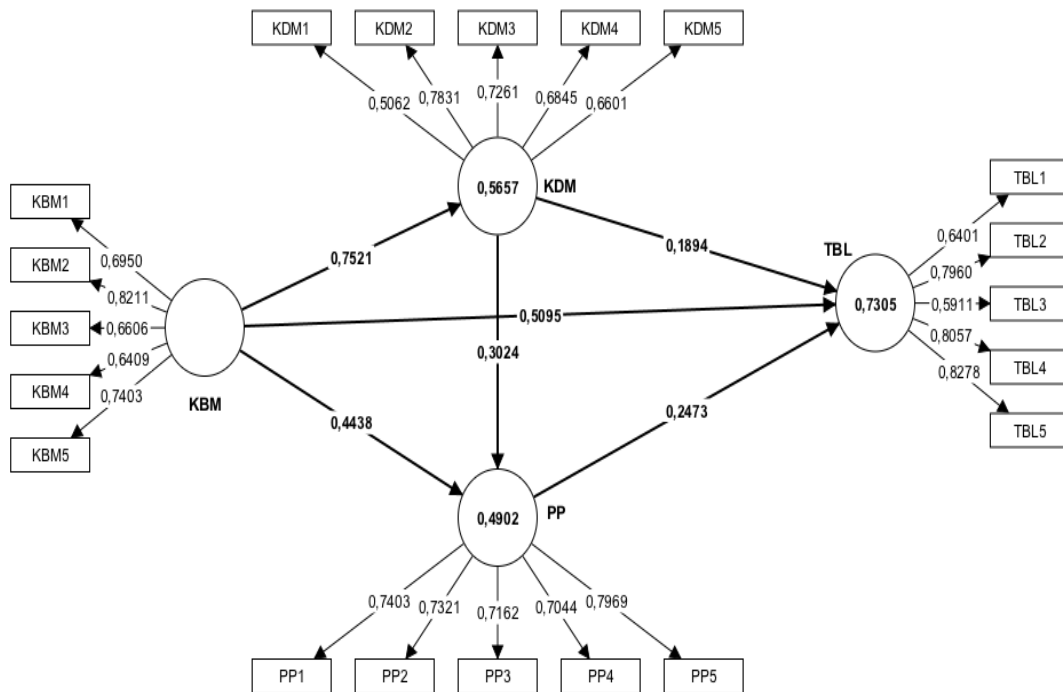 KDM1 KDM2 KDM3 KDM4 KDM5
0,5062 0,7831 0,7261 0,6845 0,6601
0,5657 KDM
KBM1
KBM2
KBM3
KBM4
KBM5
0,6950
0,8211
0,6606
0,6409
0,7403
KBM
0,7521
0,1894
0,5095
0,3024
0,4438
0,2473
TBL
0,7305
0,6401
0,7960
0,5911
0,8057
0,8278
TBL1
TBL2
TBL3
TBL4
TBL5
0,4902 PP
0,7403 0,7321 0,7162 0,7044 0,7969
PP1 PP2 PP3 PP4 PP5